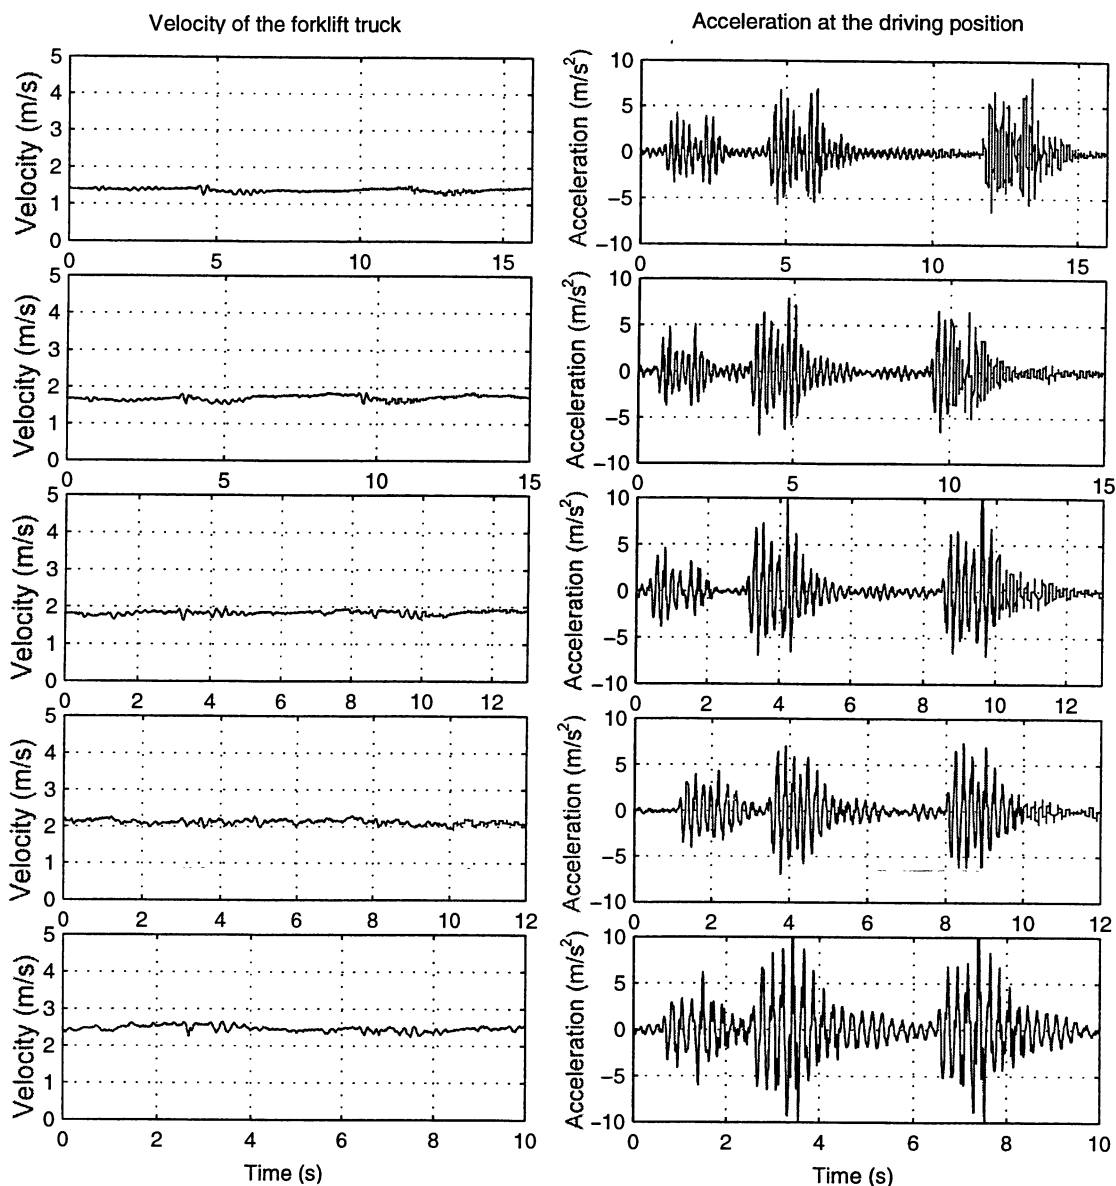 Velocity of the forklift truck
Acceleration at the driving position
Velocity (m/s)
5
4
3
2
1
0
0 5 10 15
Acceleration (m/s²)
10
5
0
−5
−10
0 5 10 15
Velocity (m/s)
5
4
3
2
1
0
0 5 10 15
Acceleration (m/s²)
10
5
0
−5
−10
0 5 10 15
Velocity (m/s)
5
4
3
2
1
0
0 2 4 6 8 10 12
Acceleration (m/s²)
10
5
0
−5
−10
0 2 4 6 8 10 12
Velocity (m/s)
5
4
3
2
1
0
0 2 4 6 8 10 12
Acceleration (m/s²)
10
5
0
−5
−10
0 2 4 6 8 10 12
Velocity (m/s)
5
4
3
2
1
0
0 2 4 6 8 10
Time (s)
Acceleration (m/s²)
10
5
0
−5
−10
0 2 4 6 8 10
Time (s)